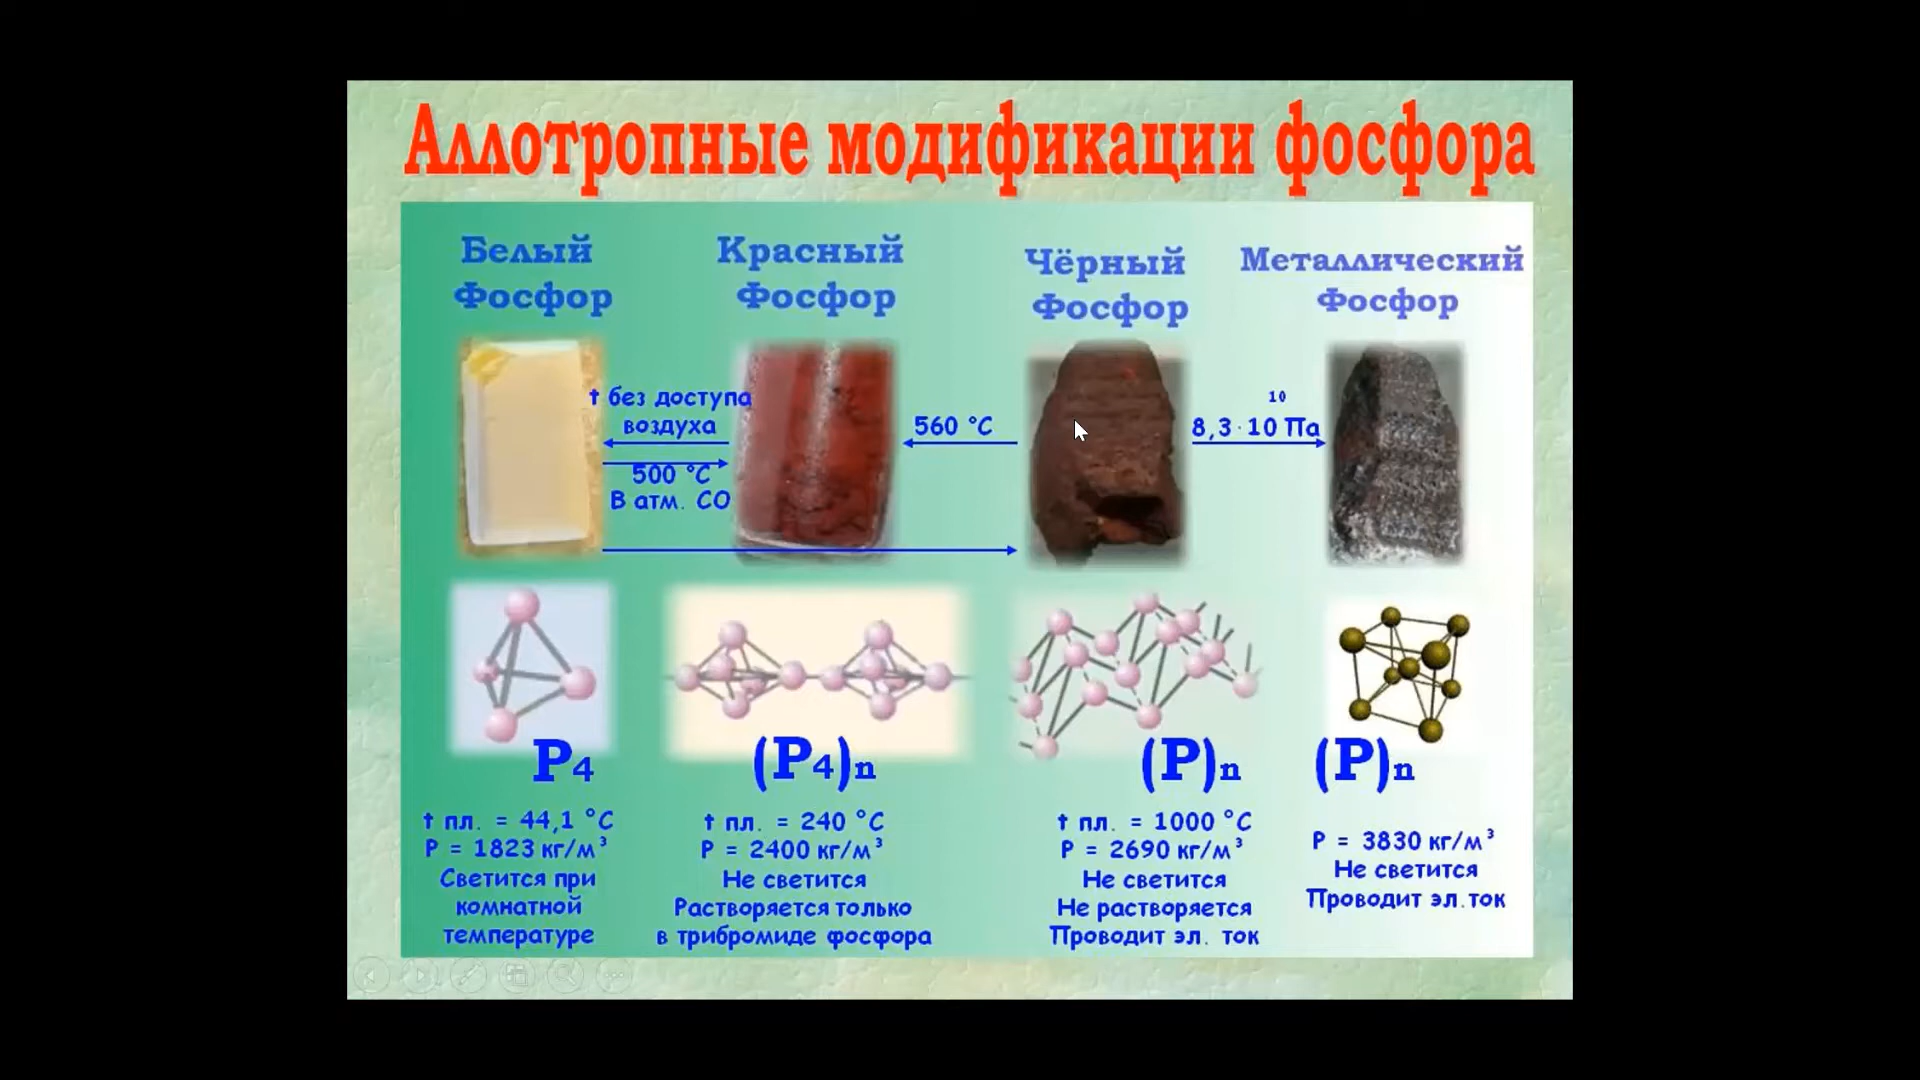 Аллотропные модификации фосфора
Белый
Фосфор
Красный
Фосфор
Чёрный
Фосфор
Металлический
Фосфор
t без доступа
воздуха
500 °C
В атм. СО
560 °C
10
8,3·10 Па
P4
(P4)n
(P)n
(P)n
t пл. = 44,1 °C
P = 1823 кг/м³
Светится при
комнатной
температуре
t пл. = 240 °C
P = 2400 кг/м³
Не светится
Растворяется только
в трибромиде фосфора
t пл. = 1000 °C
P = 2690 кг/м³
Не светится
Не растворяется
Проводит эл. ток
P = 3830 кг/м³
Не светится
Проводит эл.ток